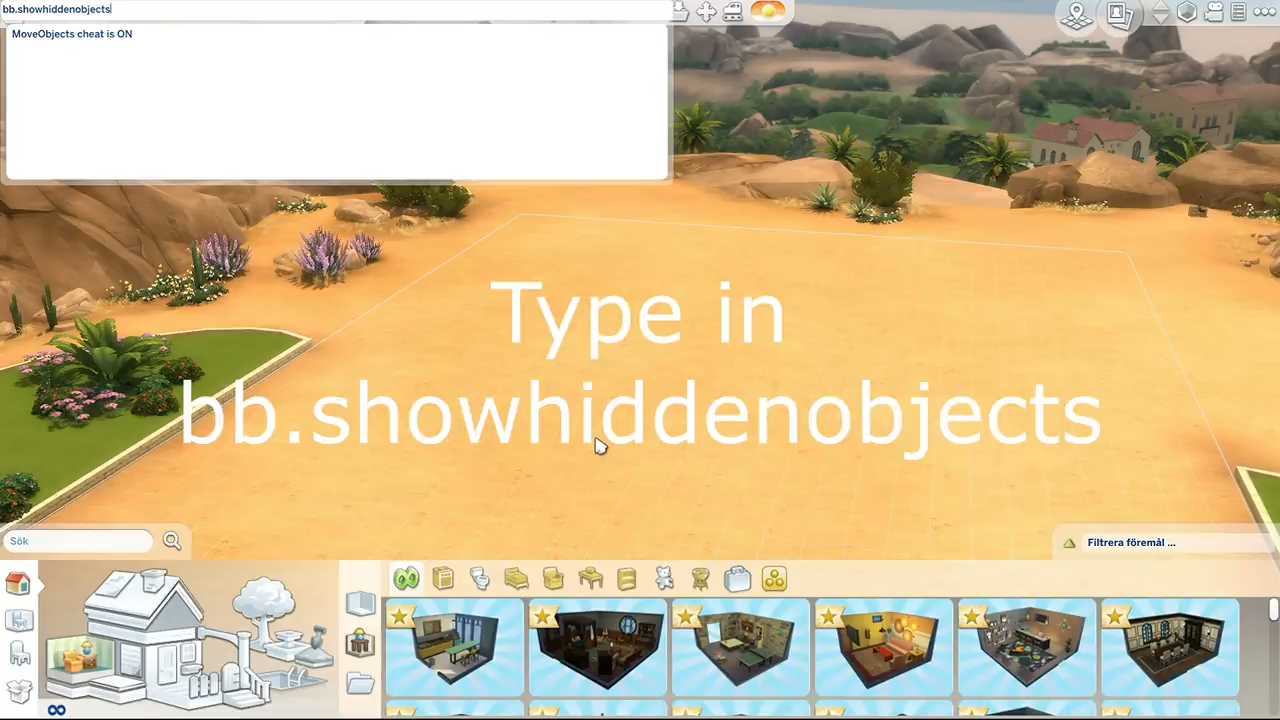 bb.showhiddenobjects
MoveObjects cheat is ON
Type in
bb.showhiddenobjects
Sök
Filtrera föremål ...